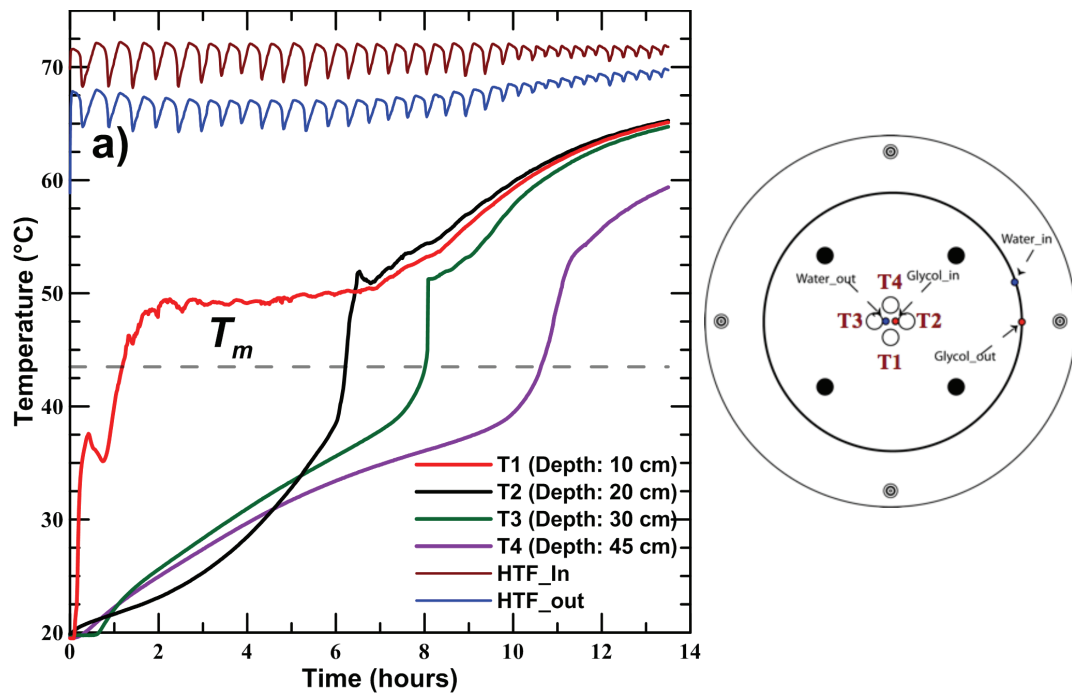 a)
Temperature (°C)
70
60
50
40
30
20
Tm
T1 (Depth: 10 cm)
T2 (Depth: 20 cm)
T3 (Depth: 30 cm)
T4 (Depth: 45 cm)
HTF_In
HTF_out
0 2 4 6 8 10 12 14
Time (hours)
Water_in
Water_out
Glycol_in
T4
T3
T2
T1
Glycol_out